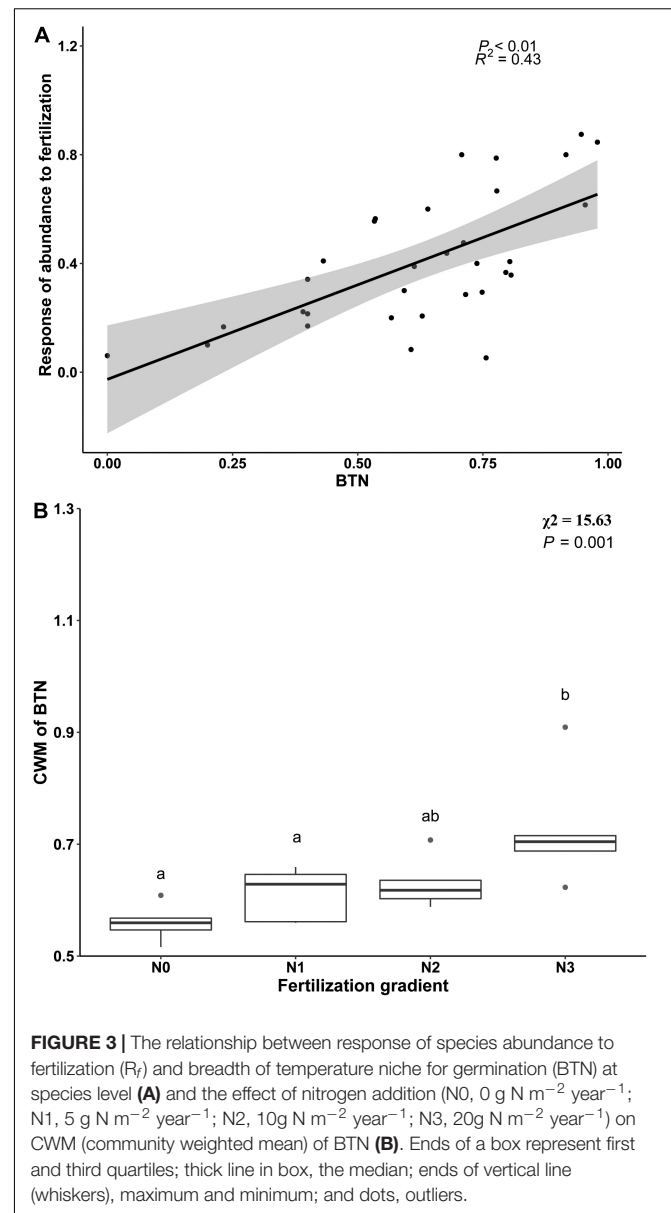 A
P < 0.01
R2 = 0.43
Response of abundance to fertilization
1.2
0.8
0.4
0.0
0.00 0.25 0.50 0.75 1.00
BTN
B
χ2 = 15.63
P = 0.001
CWM of BTN
1.3
1.1
0.9
0.7
0.5
a a ab b
N0 N1 N2 N3
Fertilization gradient
FIGURE 3 | The relationship between response of species abundance to
fertilization (Rf) and breadth of temperature niche for germination (BTN) at
species level (A) and the effect of nitrogen addition (N0, 0 g N m−2 year−1;
N1, 5 g N m−2 year−1; N2, 10g N m−2 year−1; N3, 20g N m−2 year−1) on
CWM (community weighted mean) of BTN (B). Ends of a box represent first
and third quartiles; thick line in box, the median; ends of vertical line
(whiskers), maximum and minimum; and dots, outliers.